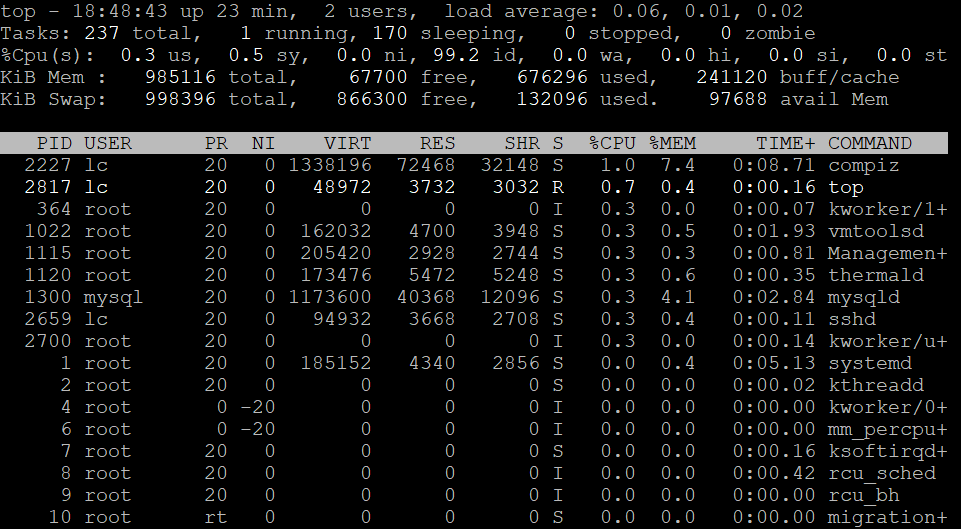 top - 18:48:43 up 23 min,  2 users,  load average: 0.06, 0.01, 0.02
Tasks: 237 total,   1 running, 170 sleeping,   0 stopped,   0 zombie
%Cpu(s):  0.3 us,  0.5 sy,  0.0 ni, 99.2 id,  0.0 wa,  0.0 hi,  0.0 si,  0.0 st
KiB Mem :   985116 total,    67700 free,   676296 used,   241120 buff/cache
KiB Swap:   998396 total,   866300 free,   132096 used.    97688 avail Mem
PID USER      PR  NI    VIRT    RES    SHR S  %CPU %MEM     TIME+ COMMAND
2227 lc        20   0 1338196  72468  32148 S   1.0  7.4   0:08.71 compiz
2817 lc        20   0   48972   3732   3032 R   0.7  0.4   0:00.16 top
364 root      20   0       0      0      0 I   0.3  0.0   0:00.07 kworker/1+
1022 root      20   0  162032   4700   3948 S   0.3  0.5   0:01.93 vmtoolsd
1115 root      20   0  205420   2928   2744 S   0.3  0.3   0:00.81 Managemen+
1120 root      20   0  173476   5472   5248 S   0.3  0.6   0:00.35 thermald
1300 mysql     20   0 1173600  40368  12096 S   0.3  4.1   0:02.84 mysqld
2659 lc        20   0   94932   3668   2708 S   0.3  0.4   0:00.11 sshd
2700 root      20   0       0      0      0 I   0.3  0.0   0:00.14 kworker/u+
1 root      20   0  185152   4340   2856 S   0.0  0.4   0:05.13 systemd
2 root      20   0       0      0      0 S   0.0  0.0   0:00.02 kthreadd
4 root       0 -20       0      0      0 I   0.0  0.0   0:00.00 kworker/0+
6 root       0 -20       0      0      0 I   0.0  0.0   0:00.00 mm_percpu+
7 root      20   0       0      0      0 S   0.0  0.0   0:00.16 ksoftirqd+
8 root      20   0       0      0      0 I   0.0  0.0   0:00.42 rcu_sched
9 root      20   0       0      0      0 I   0.0  0.0   0:00.00 rcu_bh
10 root      rt   0       0      0      0 S   0.0  0.0   0:00.00 migration+